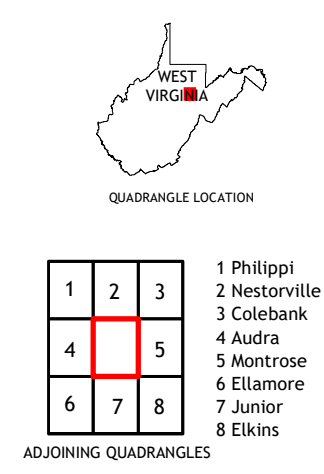 WEST
VIRGINIA
QUADRANGLE LOCATION
1 2 3
4 5
6 7 8
1 Philippi
2 Nestorville
3 Colebank
4 Audra
5 Montrose
6 Ellamore
7 Junior
8 Elkins
ADJOINING QUADRANGLES